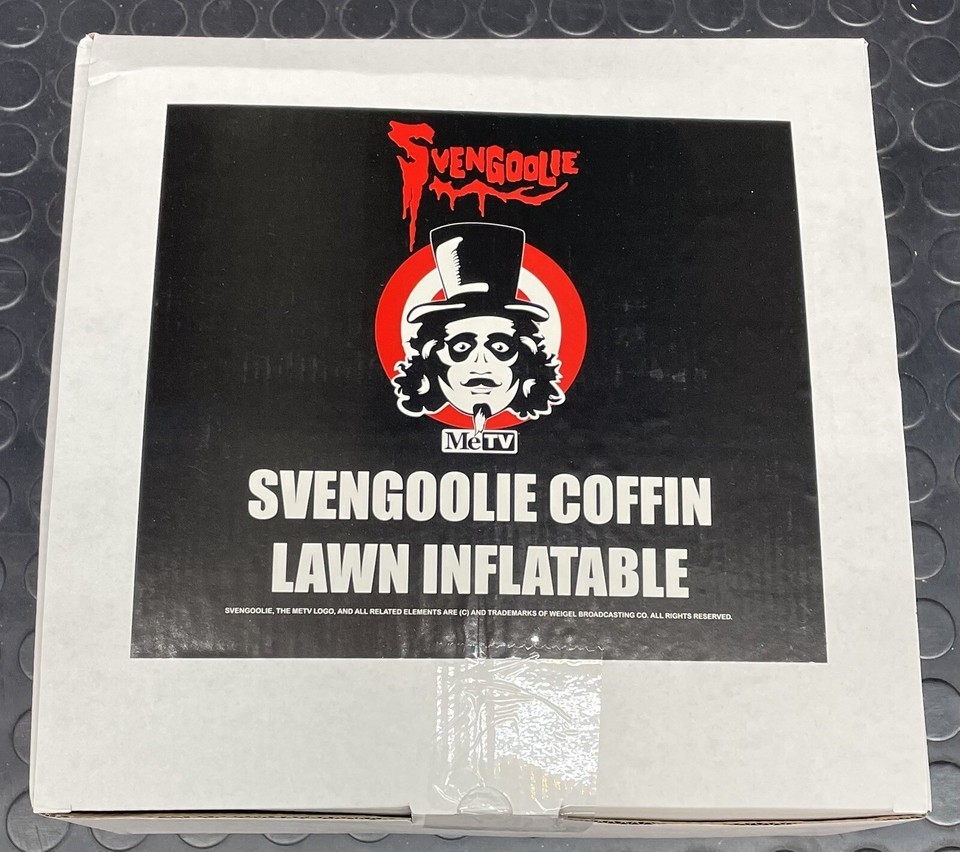 SVENGOOLIE
MeTV
SVENGOOLIE COFFIN
LAWN INFLATABLE
SVENGOOLIE, THE METV LOGO, AND ALL RELATED ELEMENTS ARE (C) AND TRADEMARKS OF WEIGEL BROADCASTING CO. ALL RIGHTS RESERVED.